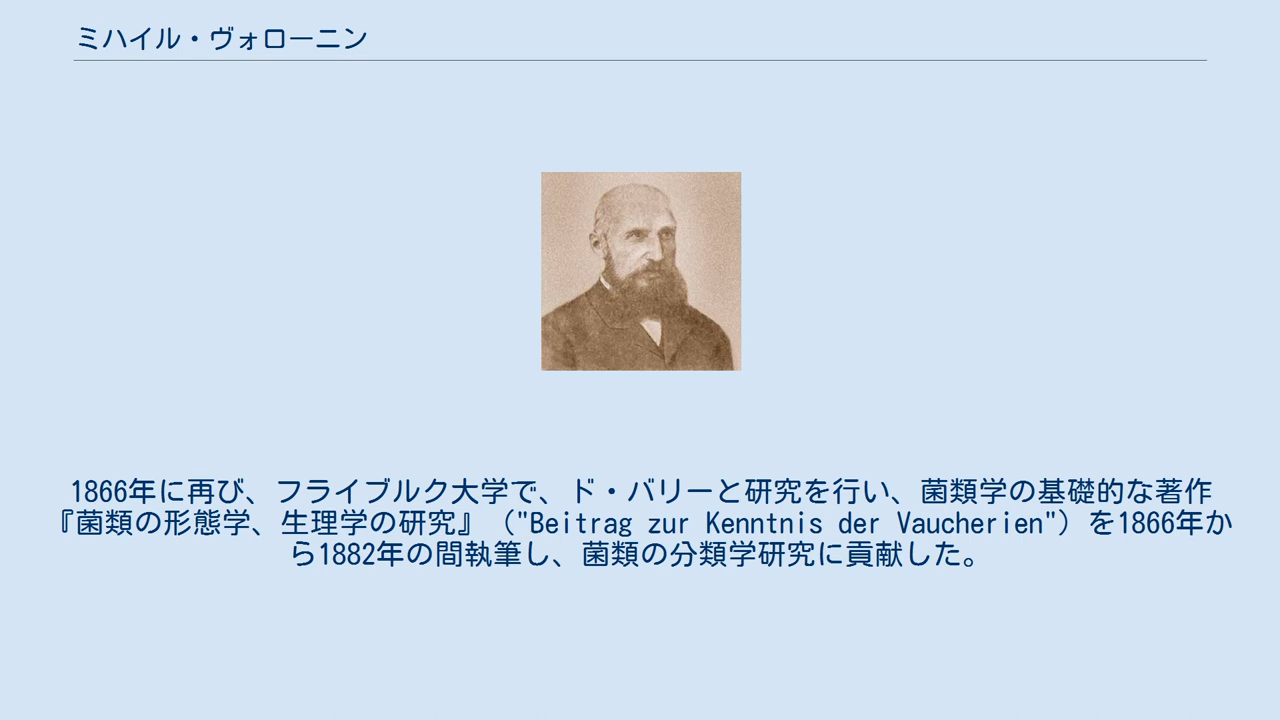 ミハイル・ヴォローニン
1866年に再び、フライブルク大学で、ド・バリーと研究を行い、菌類学の基礎的な著作
『菌類の形態学、生理学の研究』（"Beitrag zur Kenntnis der Vaucherien"）を1866年か
ら1882年の間執筆し、菌類の分類学研究に貢献した。